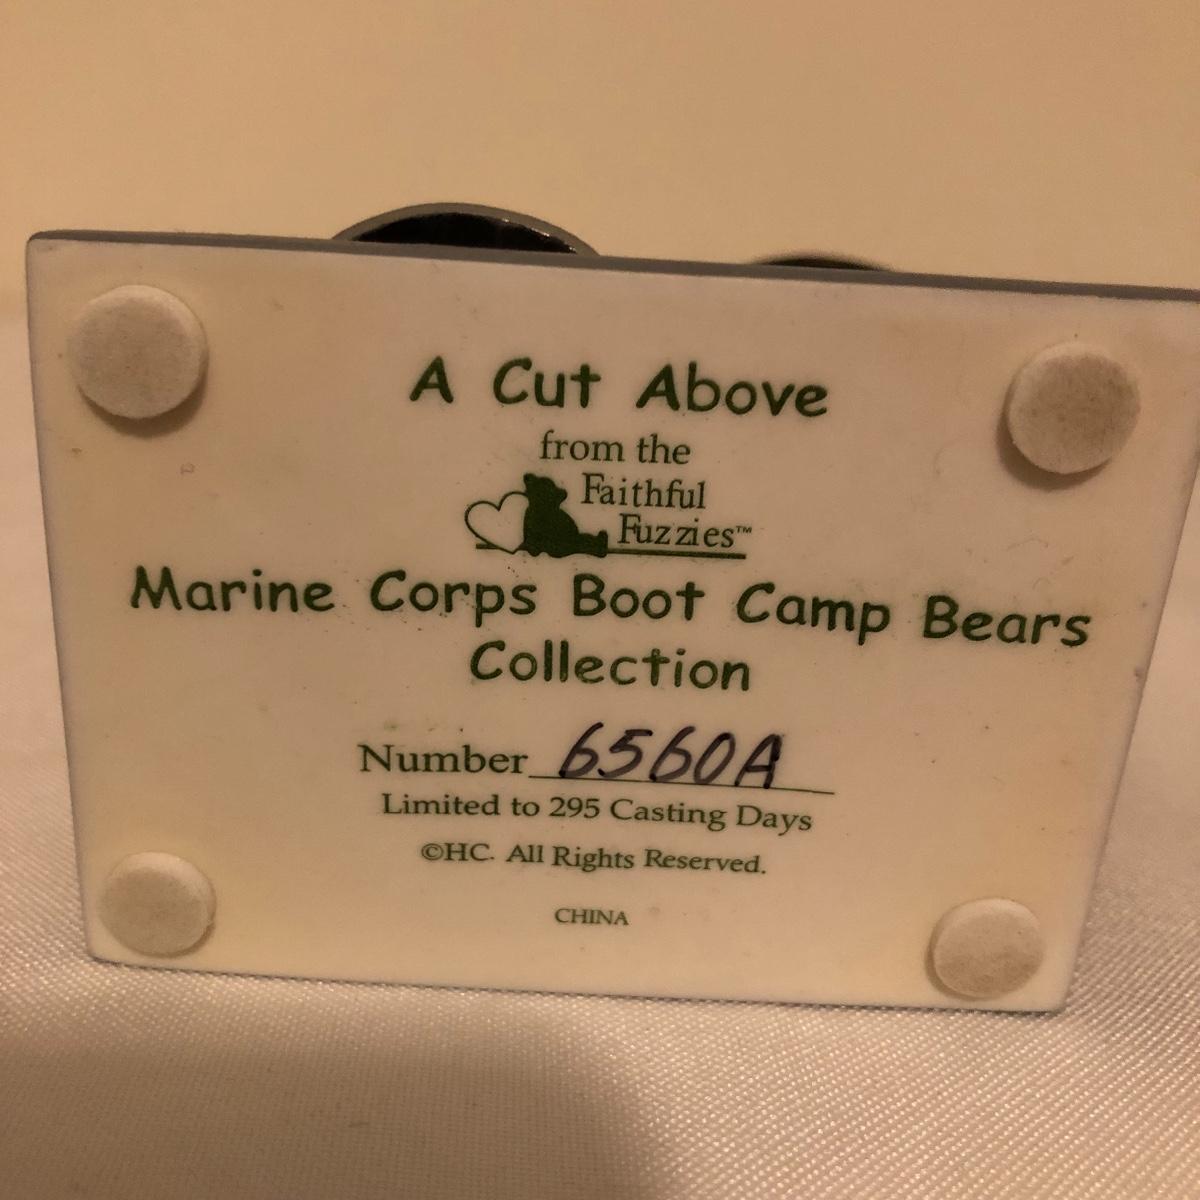 A Cut Above
from the
Faithful
Fuzzies™
Marine Corps Boot Camp Bears
Collection
Number 6560A
Limited to 295 Casting Days
©HC. All Rights Reserved.
CHINA